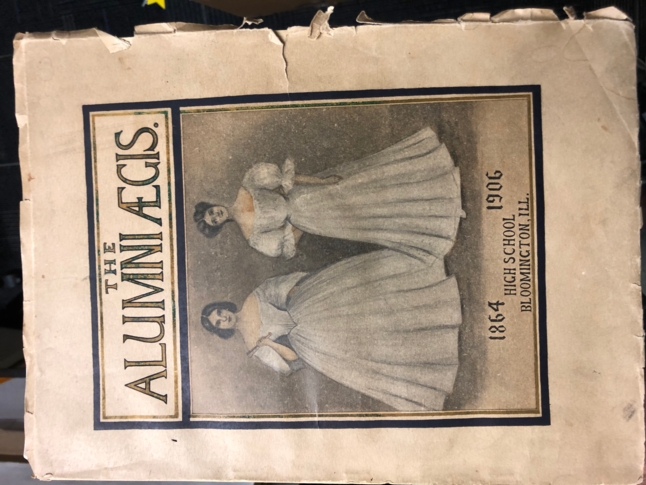 THE
ALUMNI ÆGIS.
1864 1906
HIGH SCHOOL
BLOOMINGTON, ILL.